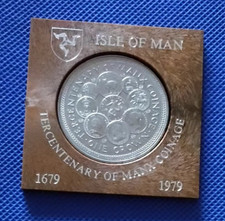 ISLE OF MAN
TERCENTENARY OF MANX COINAGE
ONE CROWN
1679
1979